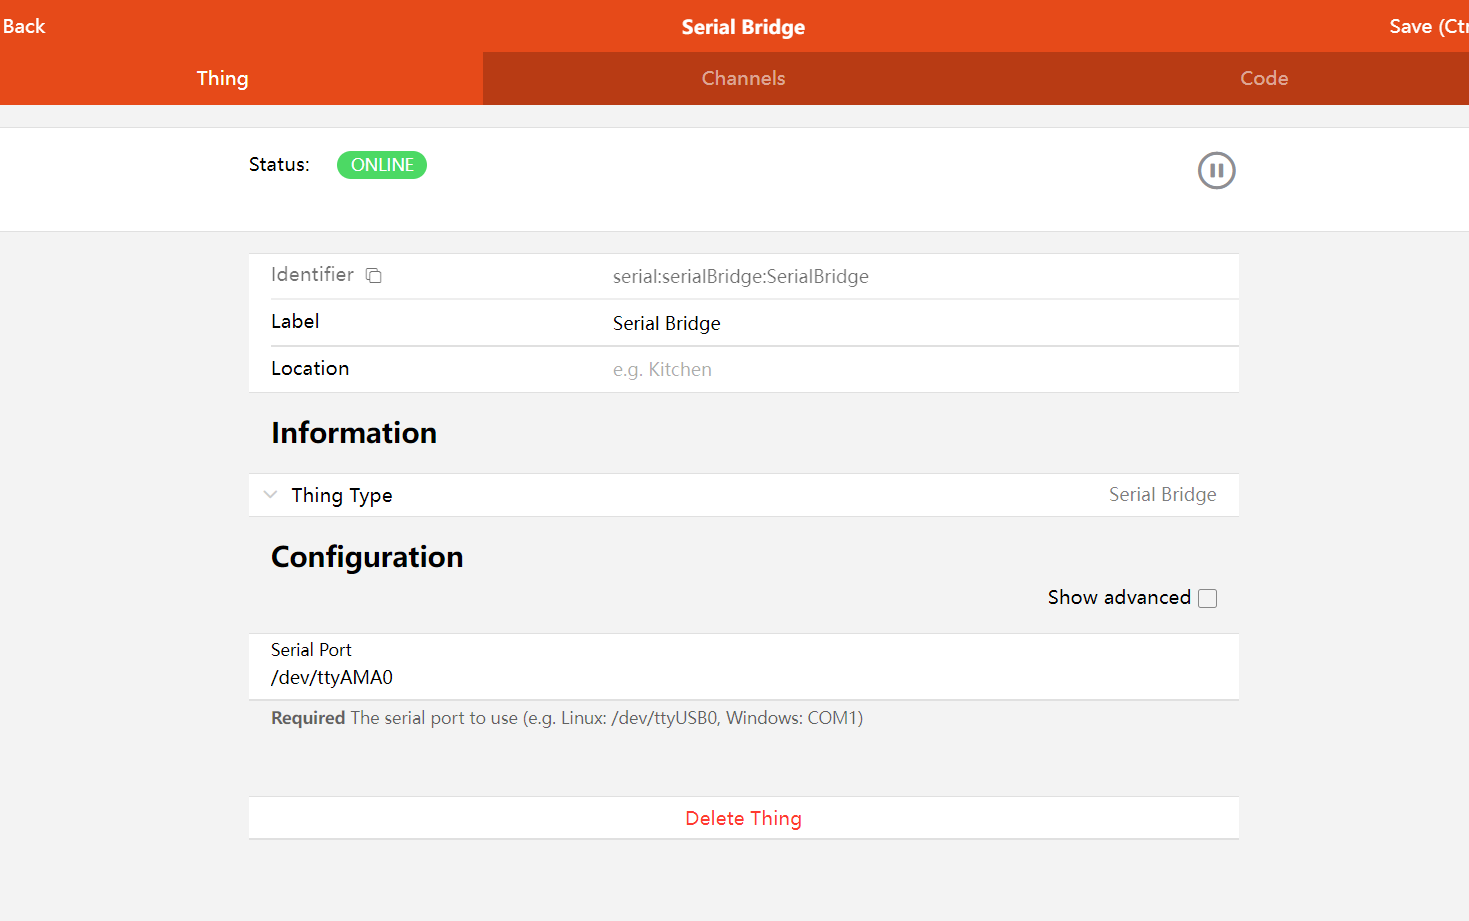 Back
Serial Bridge
Save (Ctr
Thing
Channels
Code
Status: ONLINE
Identifier serial:serialBridge:SerialBridge
Label Serial Bridge
Location e.g. Kitchen
Information
Thing Type Serial Bridge
Configuration
Show advanced
Serial Port
/dev/ttyAMA0
Required The serial port to use (e.g. Linux: /dev/ttyUSB0, Windows: COM1)
Delete Thing